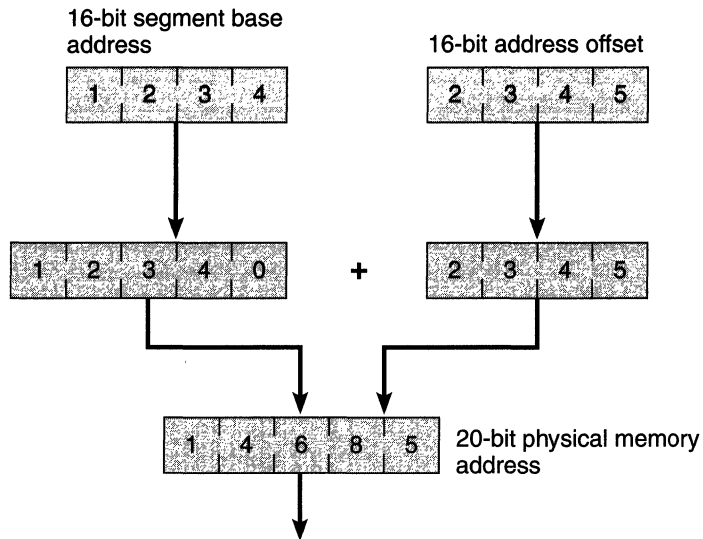 16-bit segment base
address
16-bit address offset
1 2 3 4
2 3 4 5
1 2 3 4 0
+
2 3 4 5
1 4 6 8 5
20-bit physical memory
address